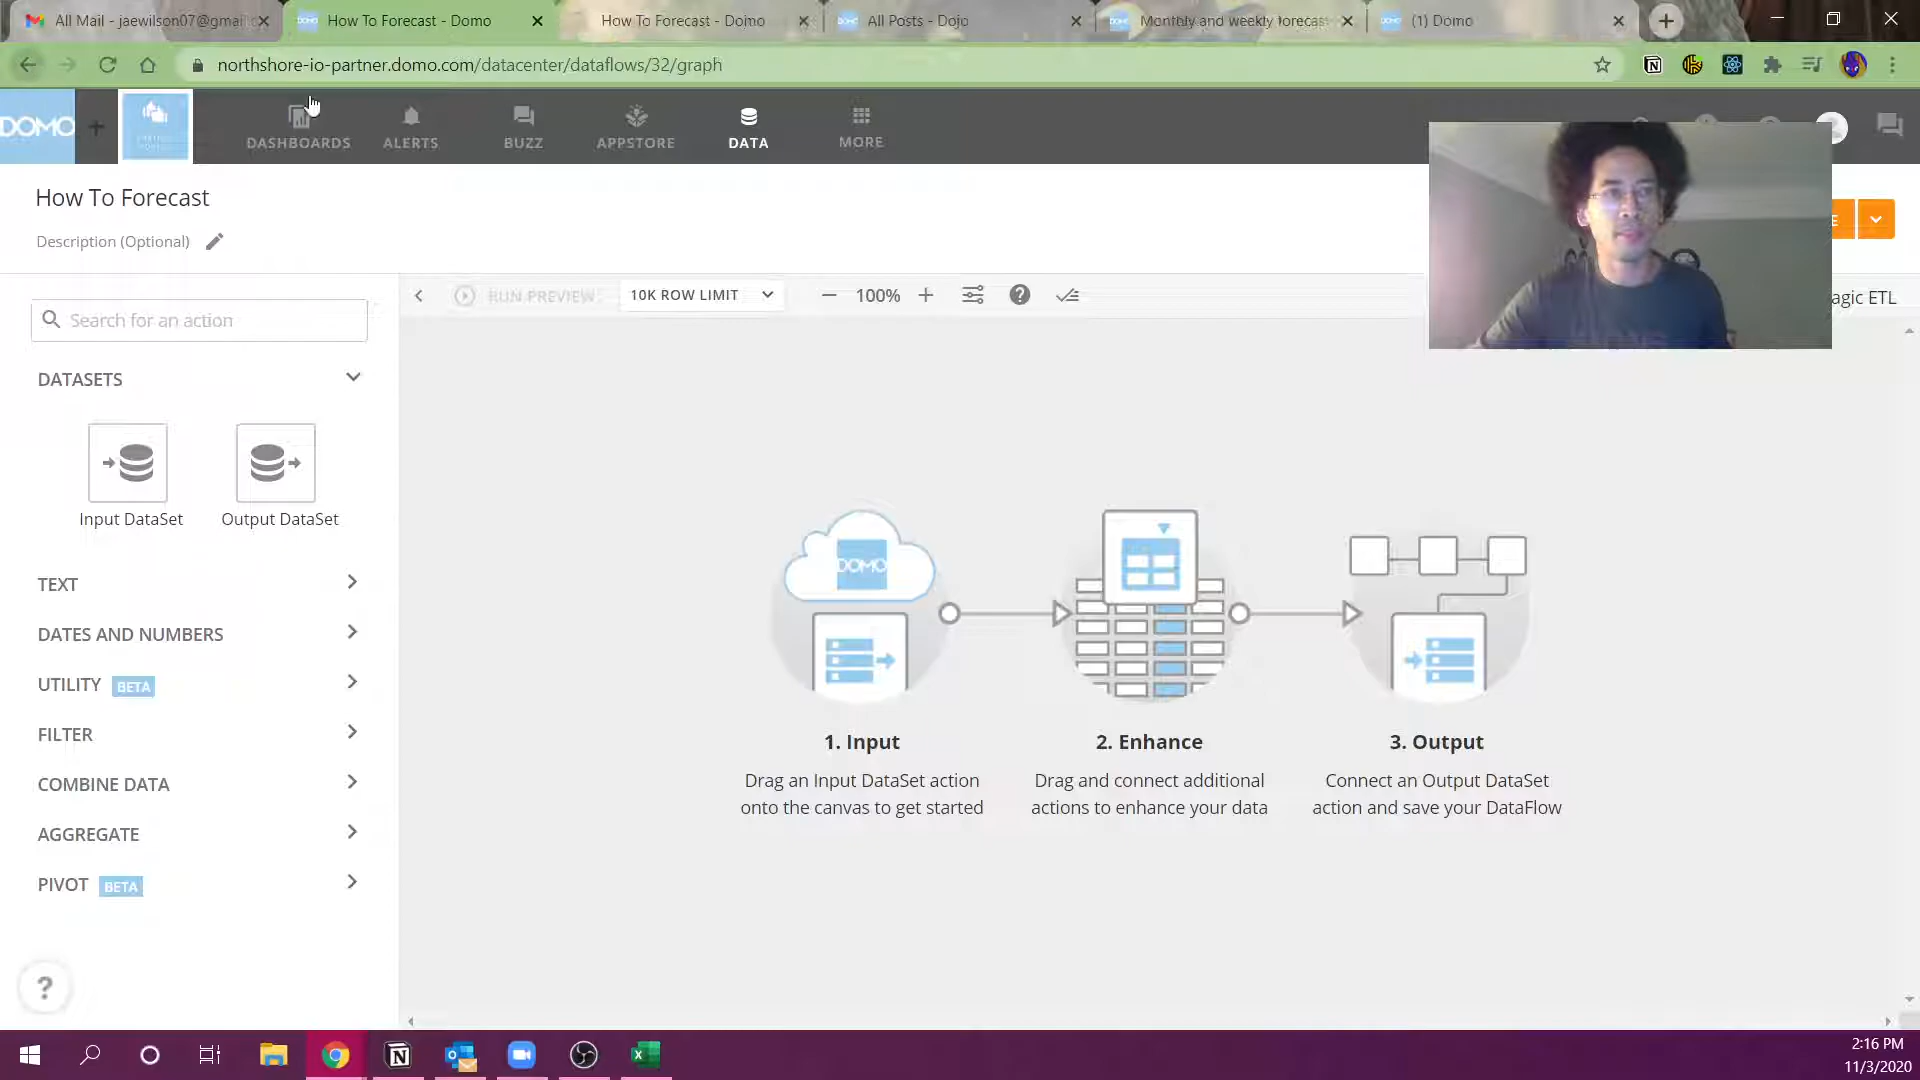 All Mail - jaewilson07@gmail.c
How To Forecast - Domo
How To Forecast - Domo
All Posts - Dojo
Monthly and weekly forecast
(1) Domo
northshore-io-partner.domo.com/datacenter/dataflows/32/graph
DOMO
DASHBOARDS
ALERTS
BUZZ
APPSTORE
DATA
MORE
How To Forecast
Description (Optional)
E
RUN PREVIEW
10K ROW LIMIT
100%
agic ETL
Search for an action
DATASETS
Input DataSet
Output DataSet
TEXT
DATES AND NUMBERS
UTILITY BETA
FILTER
COMBINE DATA
AGGREGATE
PIVOT BETA
DOMO
1. Input
Drag an Input DataSet action
onto the canvas to get started
2. Enhance
Drag and connect additional
actions to enhance your data
3. Output
Connect an Output DataSet
action and save your DataFlow
?
2:16 PM
11/3/2020